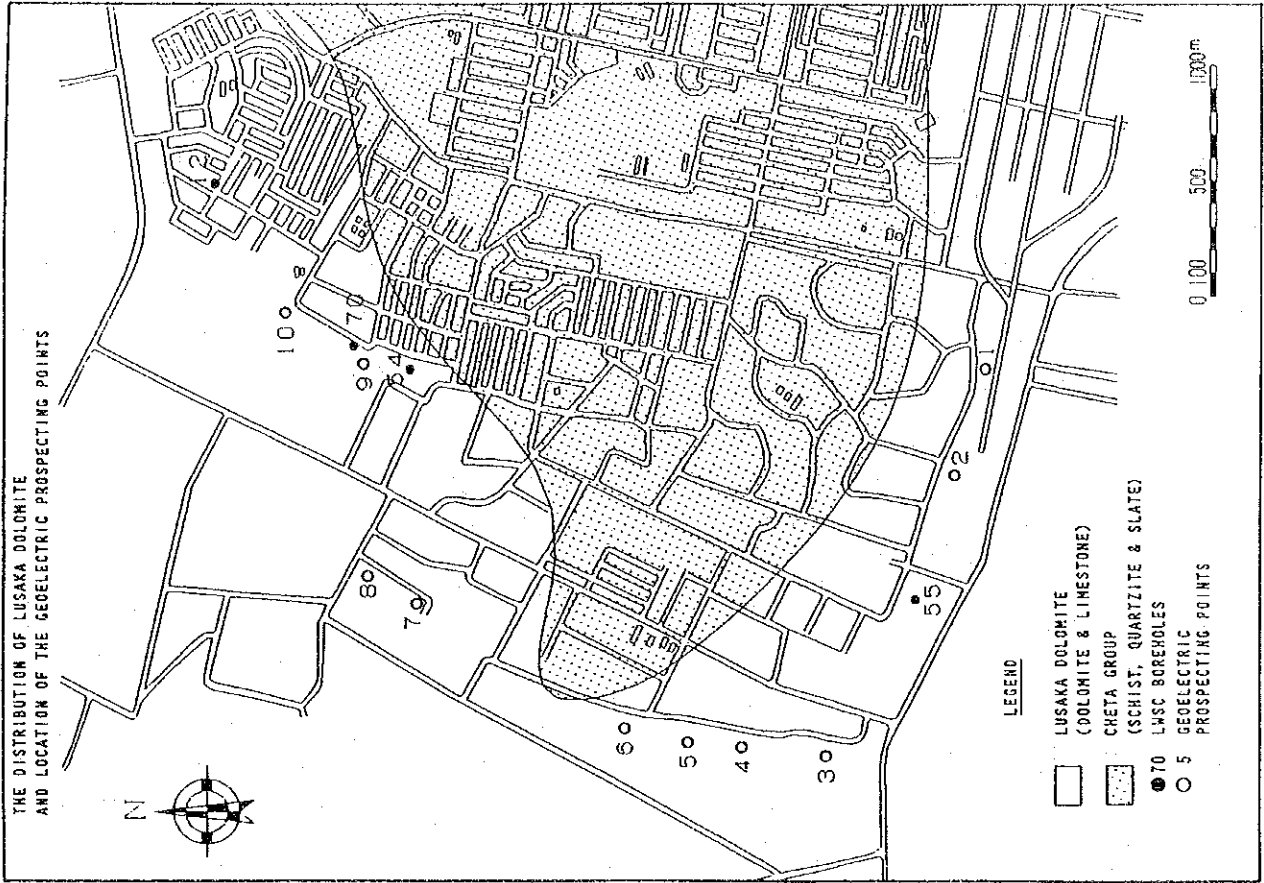 THE DISTRIBUTION OF LUSAKA DOLOMITE
AND LOCATION OF THE GEOELECTRIC PROSPECTING POINTS
N
12
10
70
9
54
8
7
6
5
4
3
2
1
55
LEGEND
LUSAKA DOLOMITE
(DOLOMITE & LIMESTONE)
CHETA GROUP
(SCHIST, QUARTZITE & SLATE)
70 LWSC BOREHOLES
5 GEOELECTRIC
PROSPECTING POINTS
0 100 500 1000m